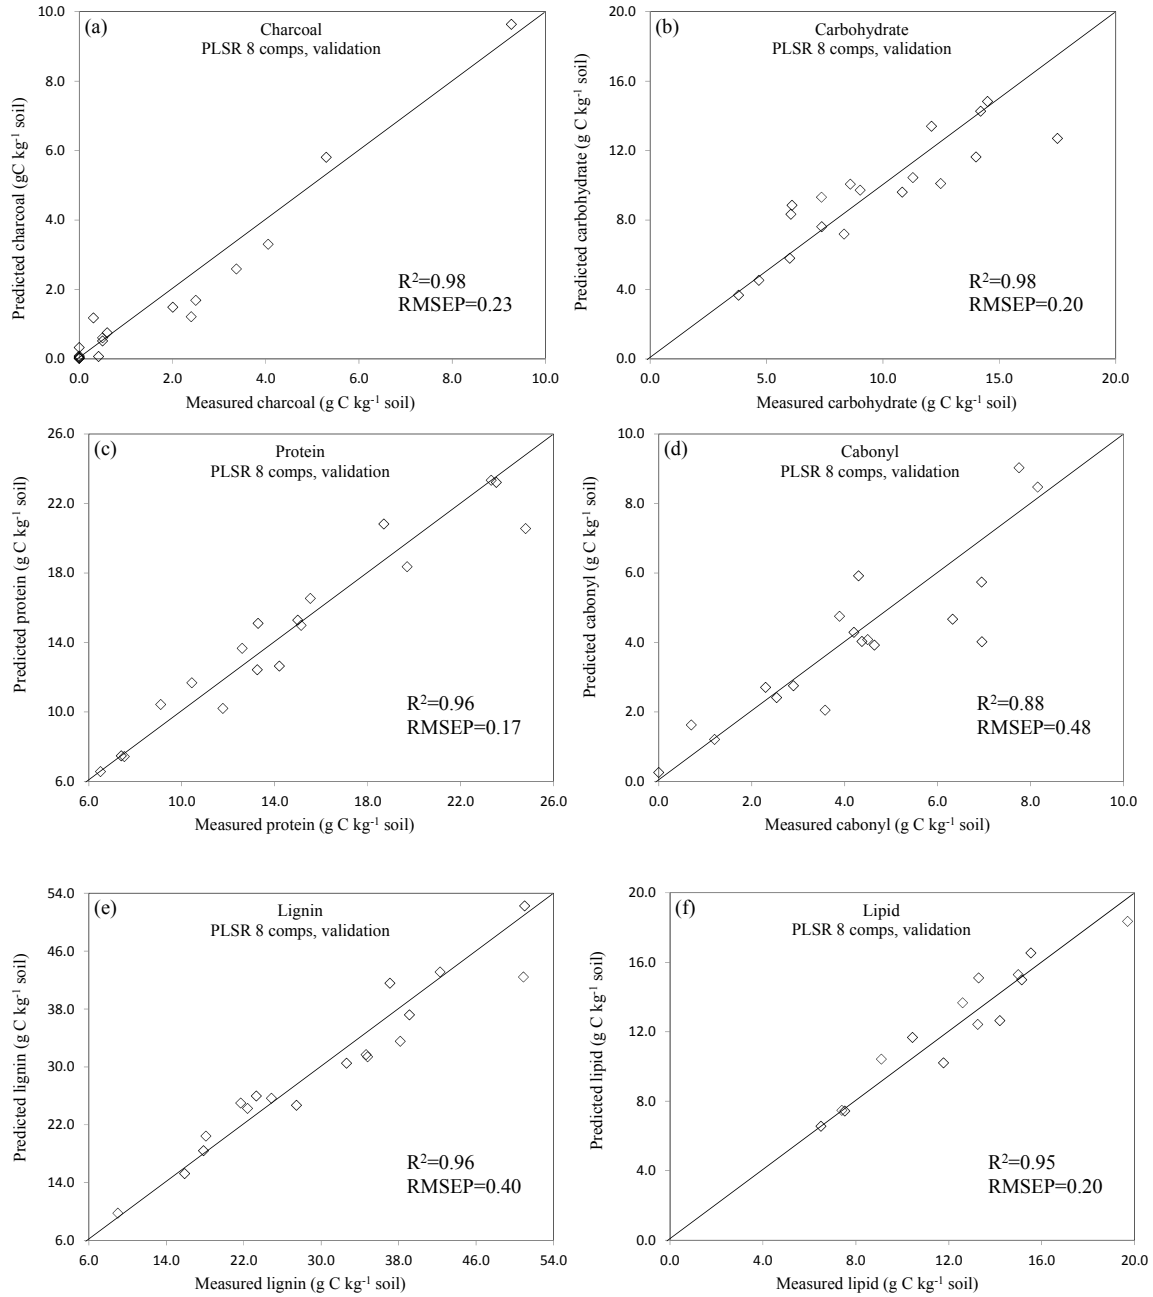 (a)
Charcoal
PLSR 8 comps, validation
Predicted charcoal (gC kg⁻¹ soil)
10.0
8.0
6.0
4.0
2.0
0.0
R²=0.98
RMSEP=0.23
0.0 2.0 4.0 6.0 8.0 10.0
Measured charcoal (g C kg⁻¹ soil)
(b)
Carbohydrate
PLSR 8 comps, validation
Predicted carbohydrate (g C kg⁻¹ soil)
20.0
16.0
12.0
8.0
4.0
0.0
R²=0.98
RMSEP=0.20
0.0 5.0 10.0 15.0 20.0
Measured carbohydrate (g C kg⁻¹ soil)
(c)
Protein
PLSR 8 comps, validation
Predicted protein (g C kg⁻¹ soil)
26.0
22.0
18.0
14.0
10.0
6.0
R²=0.96
RMSEP=0.17
6.0 10.0 14.0 18.0 22.0 26.0
Measured protein (g C kg⁻¹ soil)
(d)
Cabonyl
PLSR 8 comps, validation
Predicted cabonyl (g C kg⁻¹ soil)
10.0
8.0
6.0
4.0
2.0
0.0
R²=0.88
RMSEP=0.48
0.0 2.0 4.0 6.0 8.0 10.0
Measured cabonyl (g C kg⁻¹ soil)
(e)
Lignin
PLSR 8 comps, validation
Predicted lignin (g C kg⁻¹ soil)
54.0
46.0
38.0
30.0
22.0
14.0
6.0
R²=0.96
RMSEP=0.40
6.0 14.0 22.0 30.0 38.0 46.0 54.0
Measured lignin (g C kg⁻¹ soil)
(f)
Lipid
PLSR 8 comps, validation
Predicted lipid (g C kg⁻¹ soil)
20.0
16.0
12.0
8.0
4.0
0.0
R²=0.95
RMSEP=0.20
0.0 4.0 8.0 12.0 16.0 20.0
Measured lipid (g C kg⁻¹ soil)